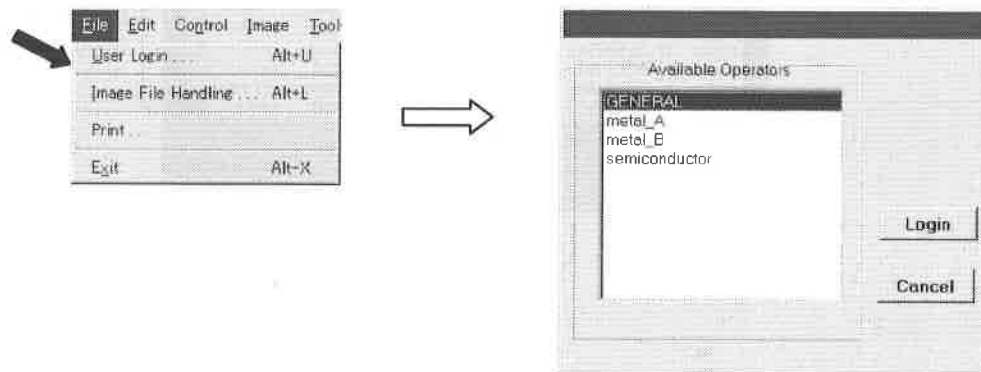 File Edit Control Image Tool
User Login .... Alt+U
Image File Handling ... Alt+L
Print...
Exit Alt-X
Available Operators
GENERAL
metal_A
metal_B
semiconductor
Login
Cancel